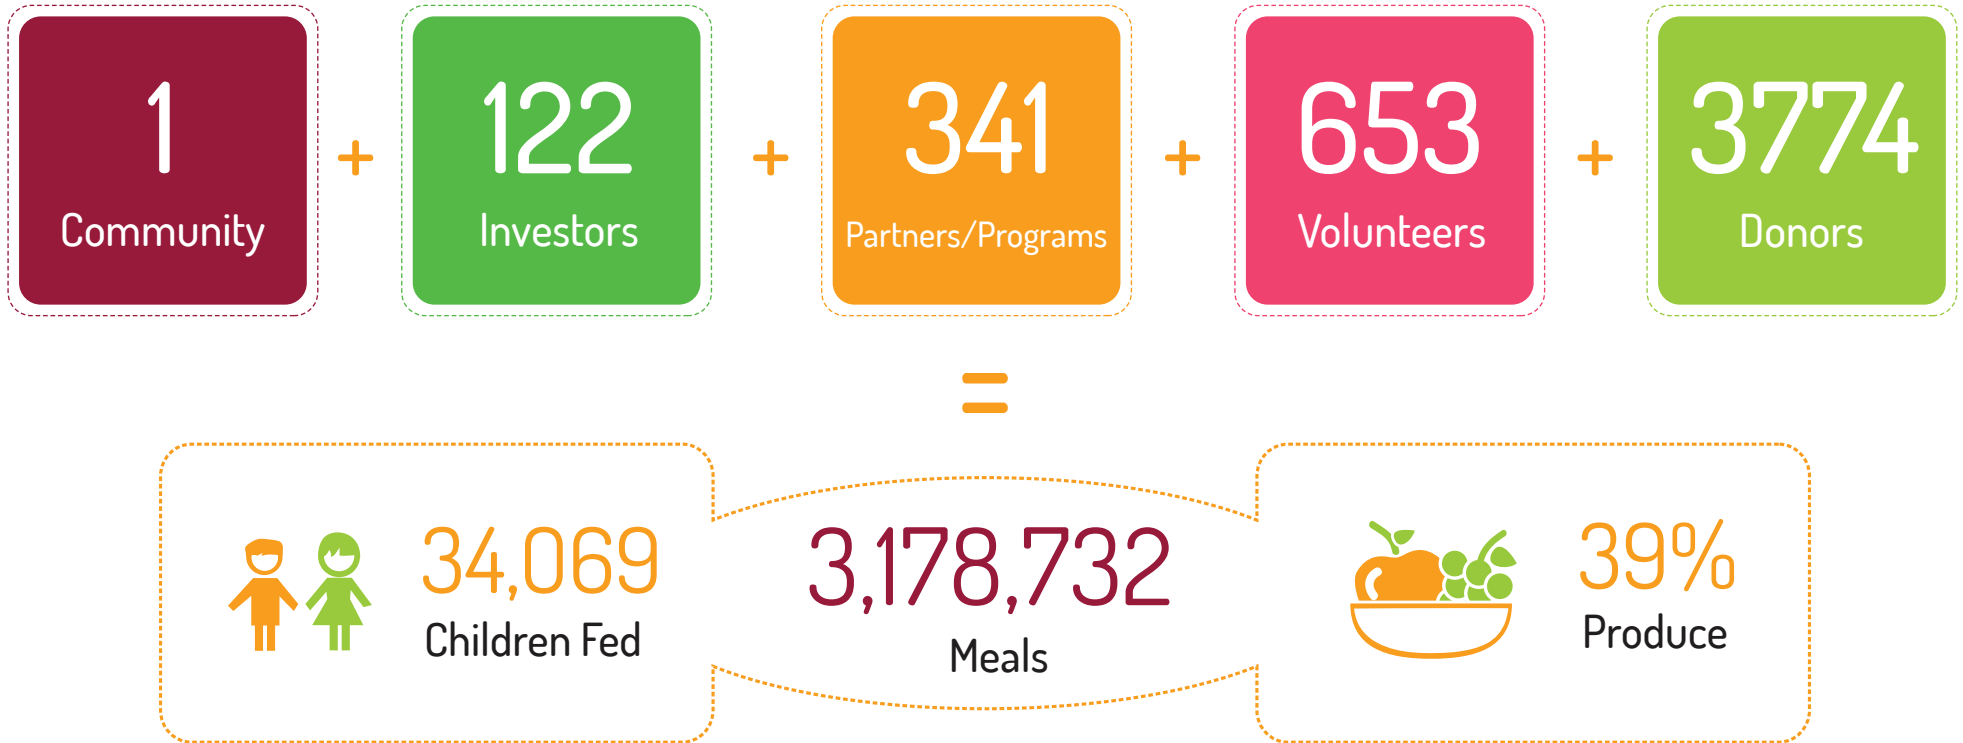 1 + 122 + 341 + 653 + 3774
Community Investors Partners/Programs Volunteers Donors
=
34,069 3,178,732 39%
Children Fed Meals Produce